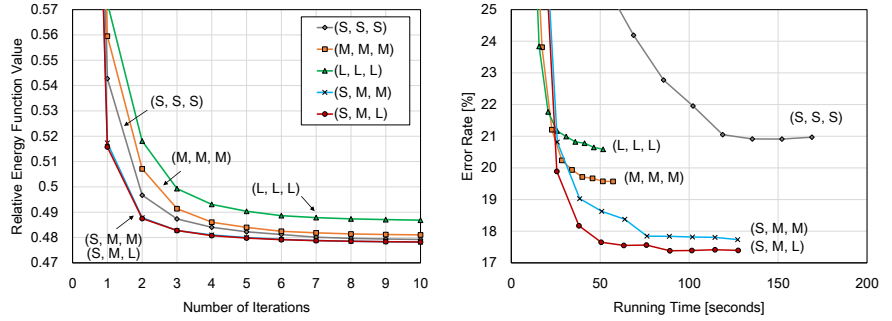 0.57
0.56
0.55
0.54
0.53
0.52
0.51
0.5
0.49
0.48
0.47
0 1 2 3 4 5 6 7 8 9 10
Relative Energy Function Value
Number of Iterations
(S, S, S)
(M, M, M)
(L, L, L)
(S, M, M)
(S, M, L)
(S, S, S)
(M, M, M)
(L, L, L)
(S, M, M)
(S, M, L)
25
24
23
22
21
20
19
18
17
0 50 100 150 200
Error Rate [%]
Running Time [seconds]
(S, S, S)
(L, L, L)
(M, M, M)
(S, M, M)
(S, M, L)